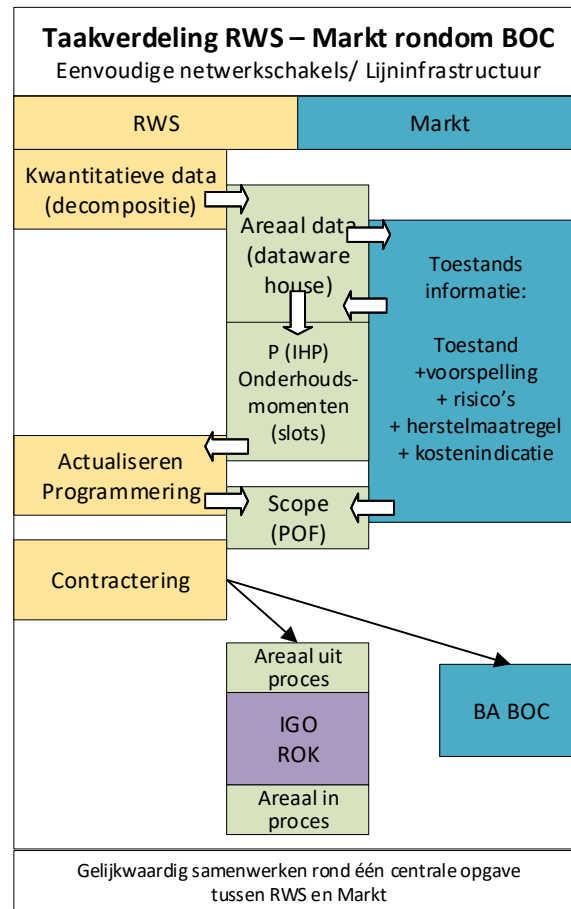 Taakverdeling RWS – Markt rondom BOC
Eenvoudige netwerkschakels/ Lijninfrastructuur
RWS
Markt
Kwantitatieve data
(decompositie)
Areaal data
(dataware
house)
Toestands
informatie:
Toestand
+voorspelling
+ risico's
+ herstelmaatregel
+ kostenindicatie
P (IHP)
Onderhouds-
momenten
(slots)
Actualiseren
Programmering
Scope
(POF)
Contractering
Areaal uit
proces
IGO
ROK
Areaal in
proces
BA BOC
Gelijkwaardig samenwerken rond één centrale opgave
tussen RWS en Markt